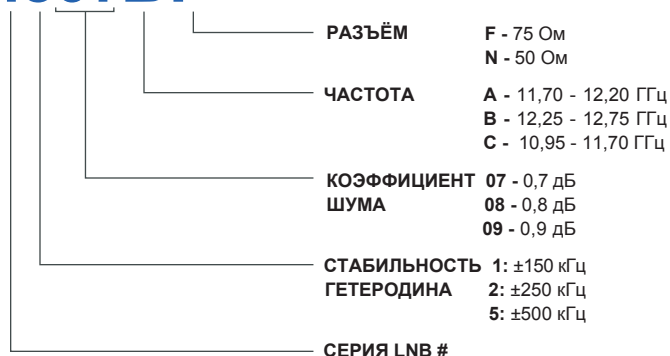 РАЗЪЁМ F - 75 Ом
N - 50 Ом
ЧАСТОТА A - 11,70 - 12,20 ГГц
B - 12,25 - 12,75 ГГц
C - 10,95 - 11,70 ГГц
КОЭФФИЦИЕНТ 07 - 0,7 дБ
ШУМА 08 - 0,8 дБ
09 - 0,9 дБ
СТАБИЛЬНОСТЬ 1: ±150 кГц
ГЕТЕРОДИНА 2: ±250 кГц
5: ±500 кГц
СЕРИЯ LNB #